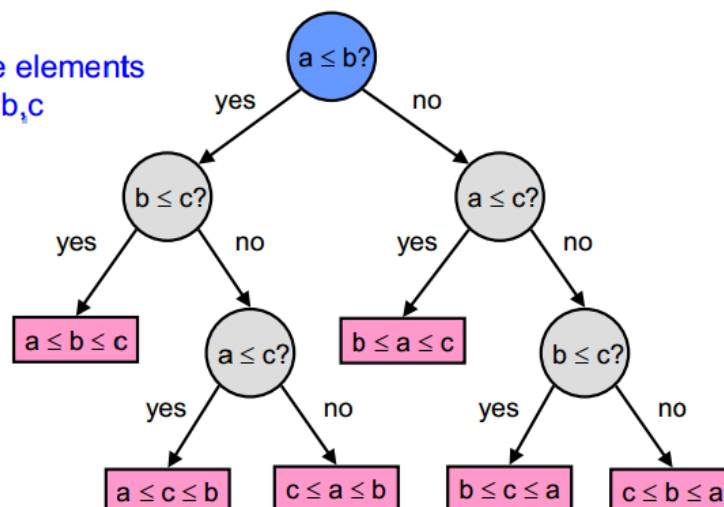 a ≤ b?
e elements
b,c
yes
no
b ≤ c?
a ≤ c?
yes
no
yes
no
a ≤ b ≤ c
a ≤ c?
b ≤ a ≤ c
b ≤ c?
yes
no
yes
no
a ≤ c ≤ b
c ≤ a ≤ b
b ≤ c ≤ a
c ≤ b ≤ a